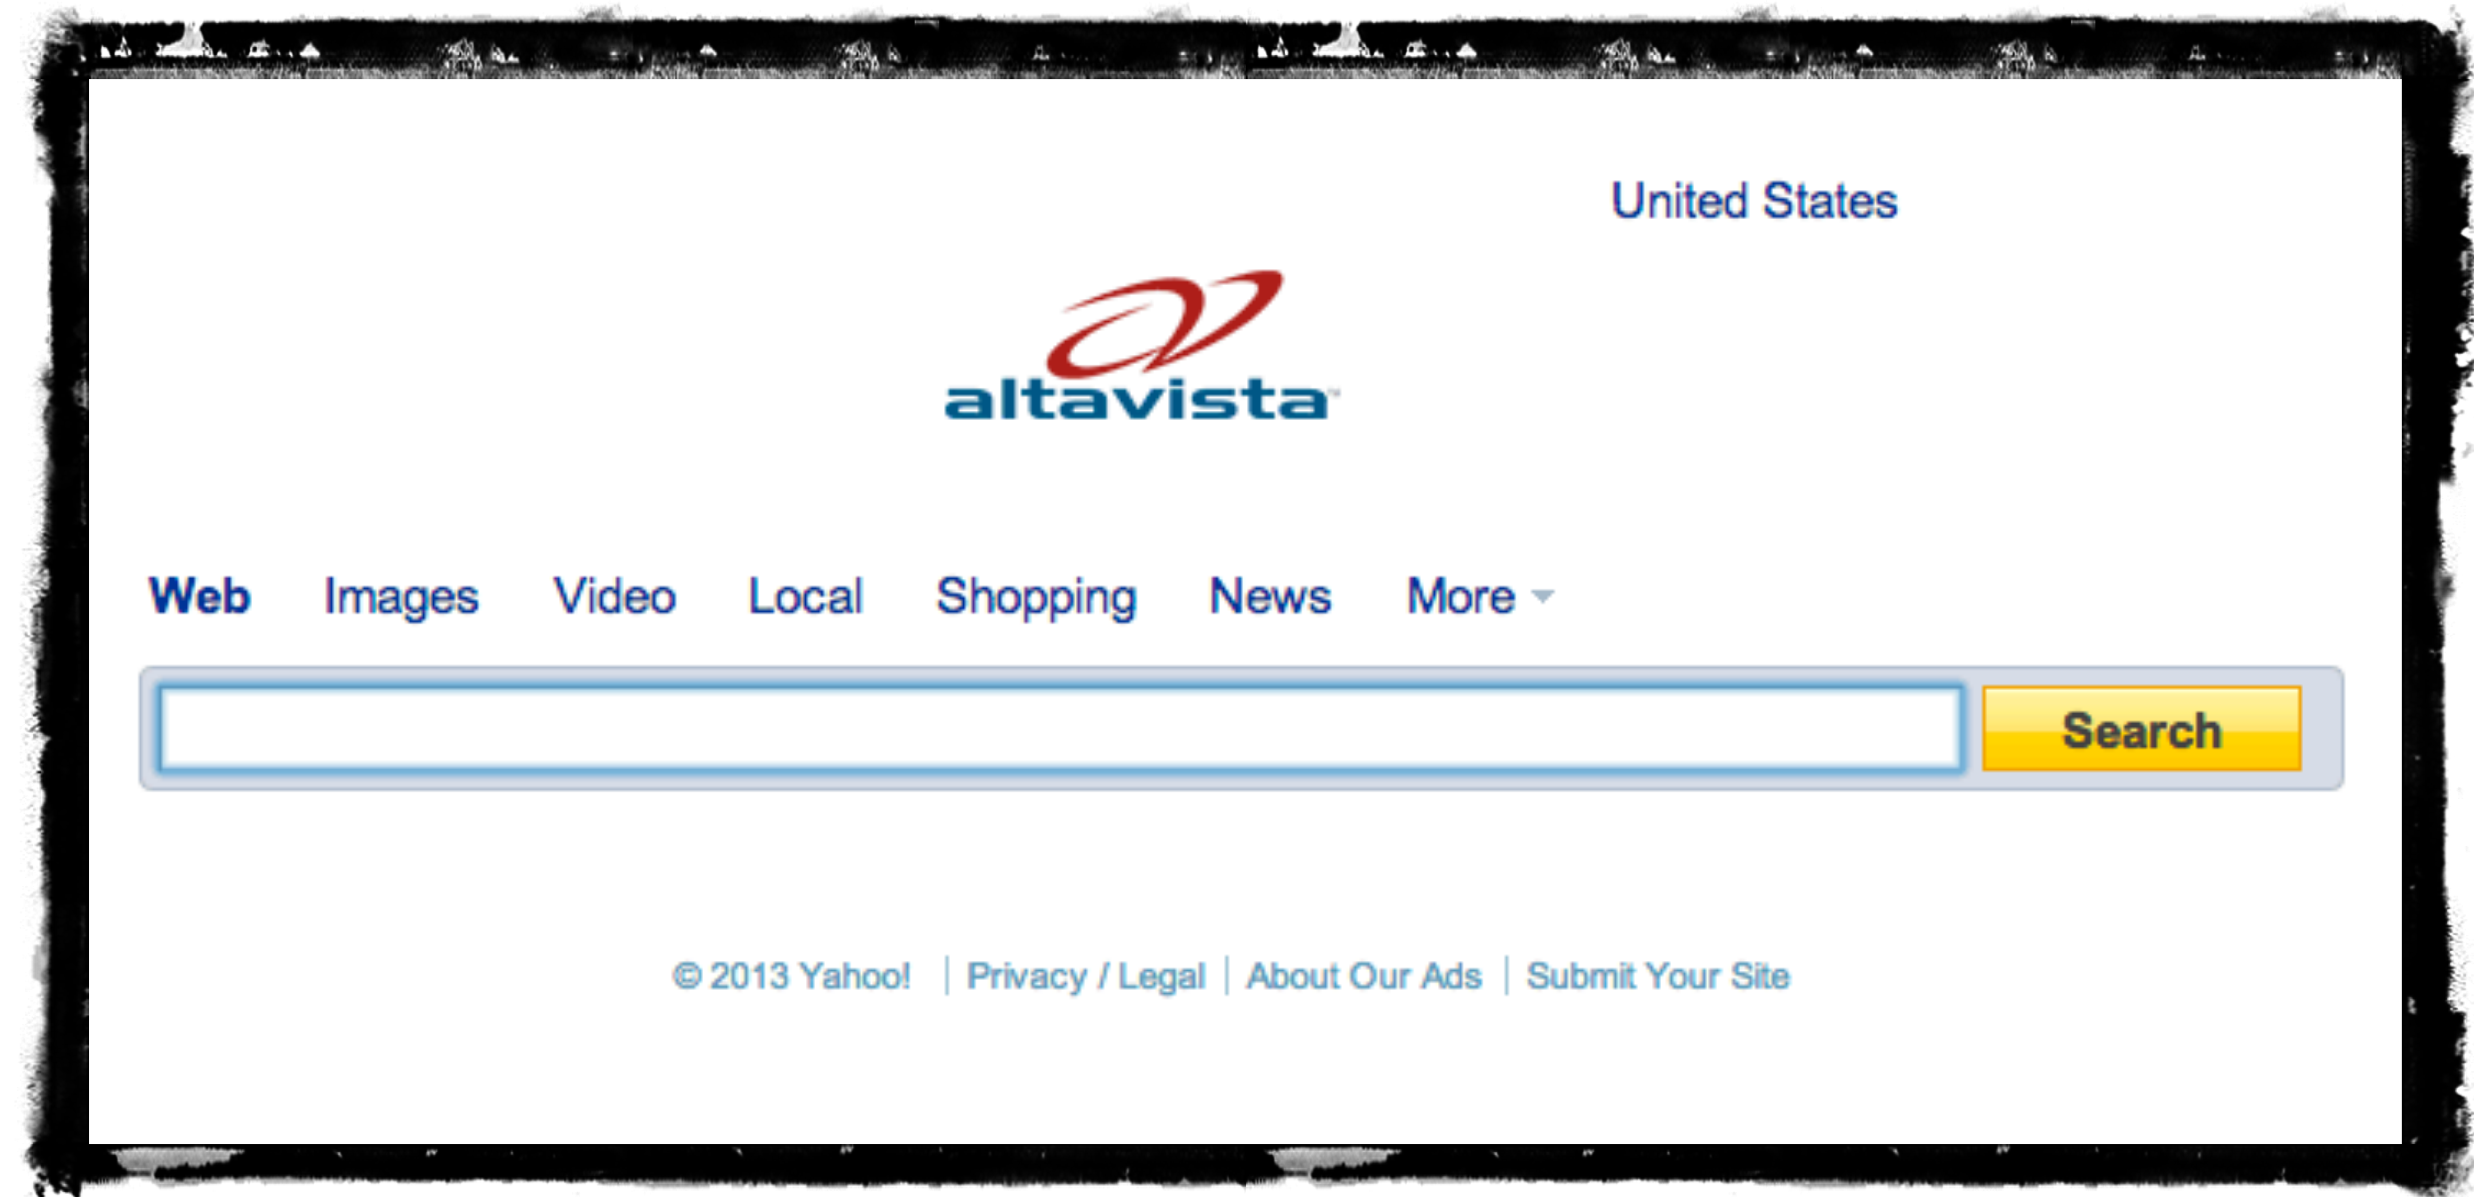 United States
altavista™
Web Images Video Local Shopping News More
Search
© 2013 Yahoo! | Privacy / Legal | About Our Ads | Submit Your Site